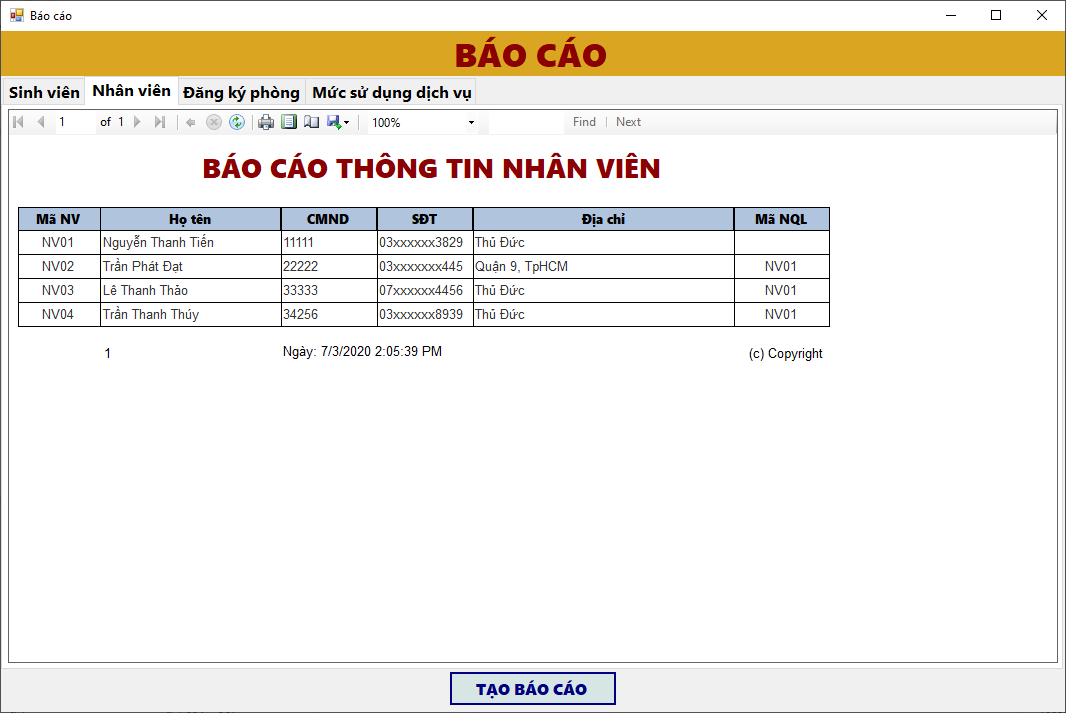 Báo cáo
BÁO CÁO
Sinh viên Nhân viên Đăng ký phòng Mức sử dụng dịch vụ
1 of 1 100% Find | Next
BÁO CÁO THÔNG TIN NHÂN VIÊN
Mã NV Họ tên CMND SĐT Địa chỉ Mã NQL
NV01 Nguyễn Thanh Tiến 11111 03xxxxxx3829 Thủ Đức
NV02 Trần Phát Đạt 22222 03xxxxxxx445 Quận 9, TpHCM NV01
NV03 Lê Thanh Thảo 33333 07xxxxxx4456 Thủ Đức NV01
NV04 Trần Thanh Thúy 34256 03xxxxxx8939 Thủ Đức NV01
1 Ngày: 7/3/2020 2:05:39 PM (c) Copyright
TẠO BÁO CÁO